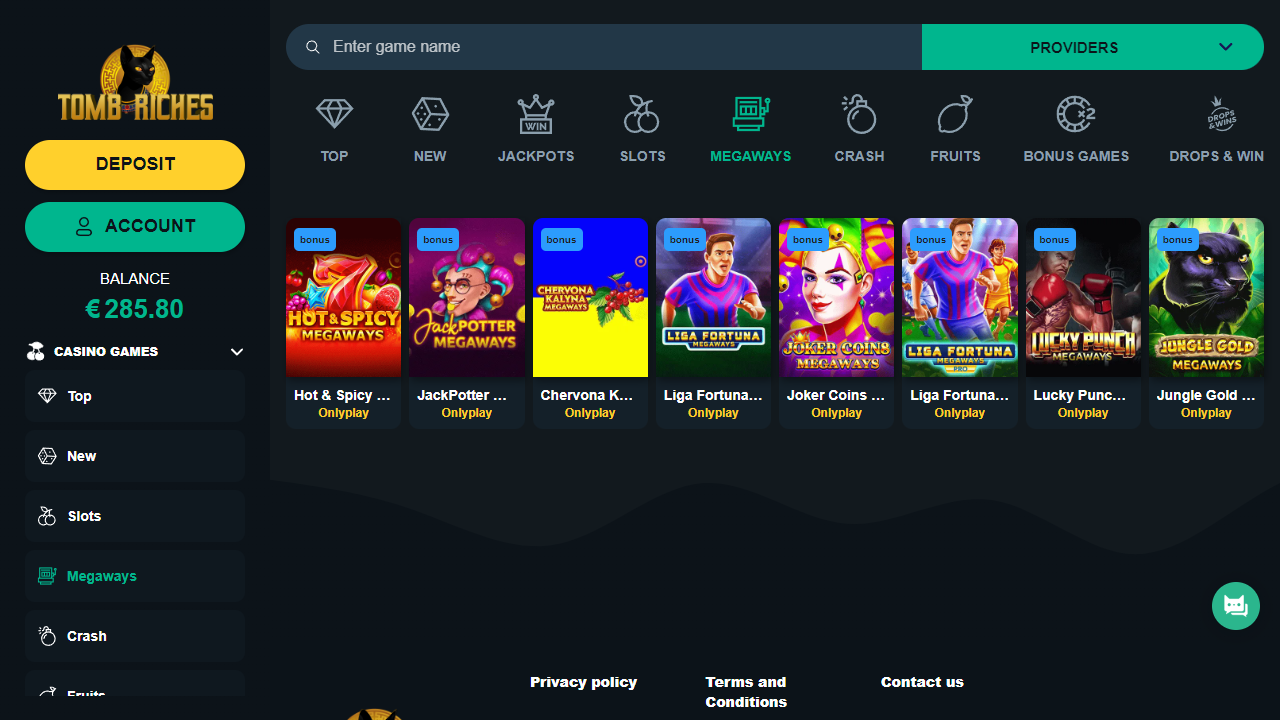 TOMB RICHES
DEPOSIT
ACCOUNT
BALANCE
€ 285.80
CASINO GAMES
Top
New
Slots
Megaways
Crash
Fruits
Enter game name
PROVIDERS
TOP
NEW
WIN
JACKPOTS
SLOTS
MEGAWAYS
CRASH
FRUITS
×2
BONUS GAMES
DROPS
& WINS
DROPS & WIN
bonus
HOT & SPICY
MEGAWAYS
Hot & Spicy ...
Onlyplay
bonus
JackPOTTER
MEGAWAYS
JackPotter ...
Onlyplay
bonus
CHERVONA
KALYNA
MEGAWAYS
Chervona K...
Onlyplay
bonus
LIGA FORTUNA
MEGAWAYS
Liga Fortuna...
Onlyplay
bonus
JOKER COINS
MEGAWAYS
Joker Coins ...
Onlyplay
bonus
LIGA FORTUNA
MEGAWAYS
PRO
Liga Fortuna...
Onlyplay
bonus
LUCKY PUNCH
MEGAWAYS
Lucky Punc...
Onlyplay
bonus
JUNGLE GOLD
MEGAWAYS
Jungle Gold ...
Onlyplay
Privacy policy
Terms and
Conditions
Contact us